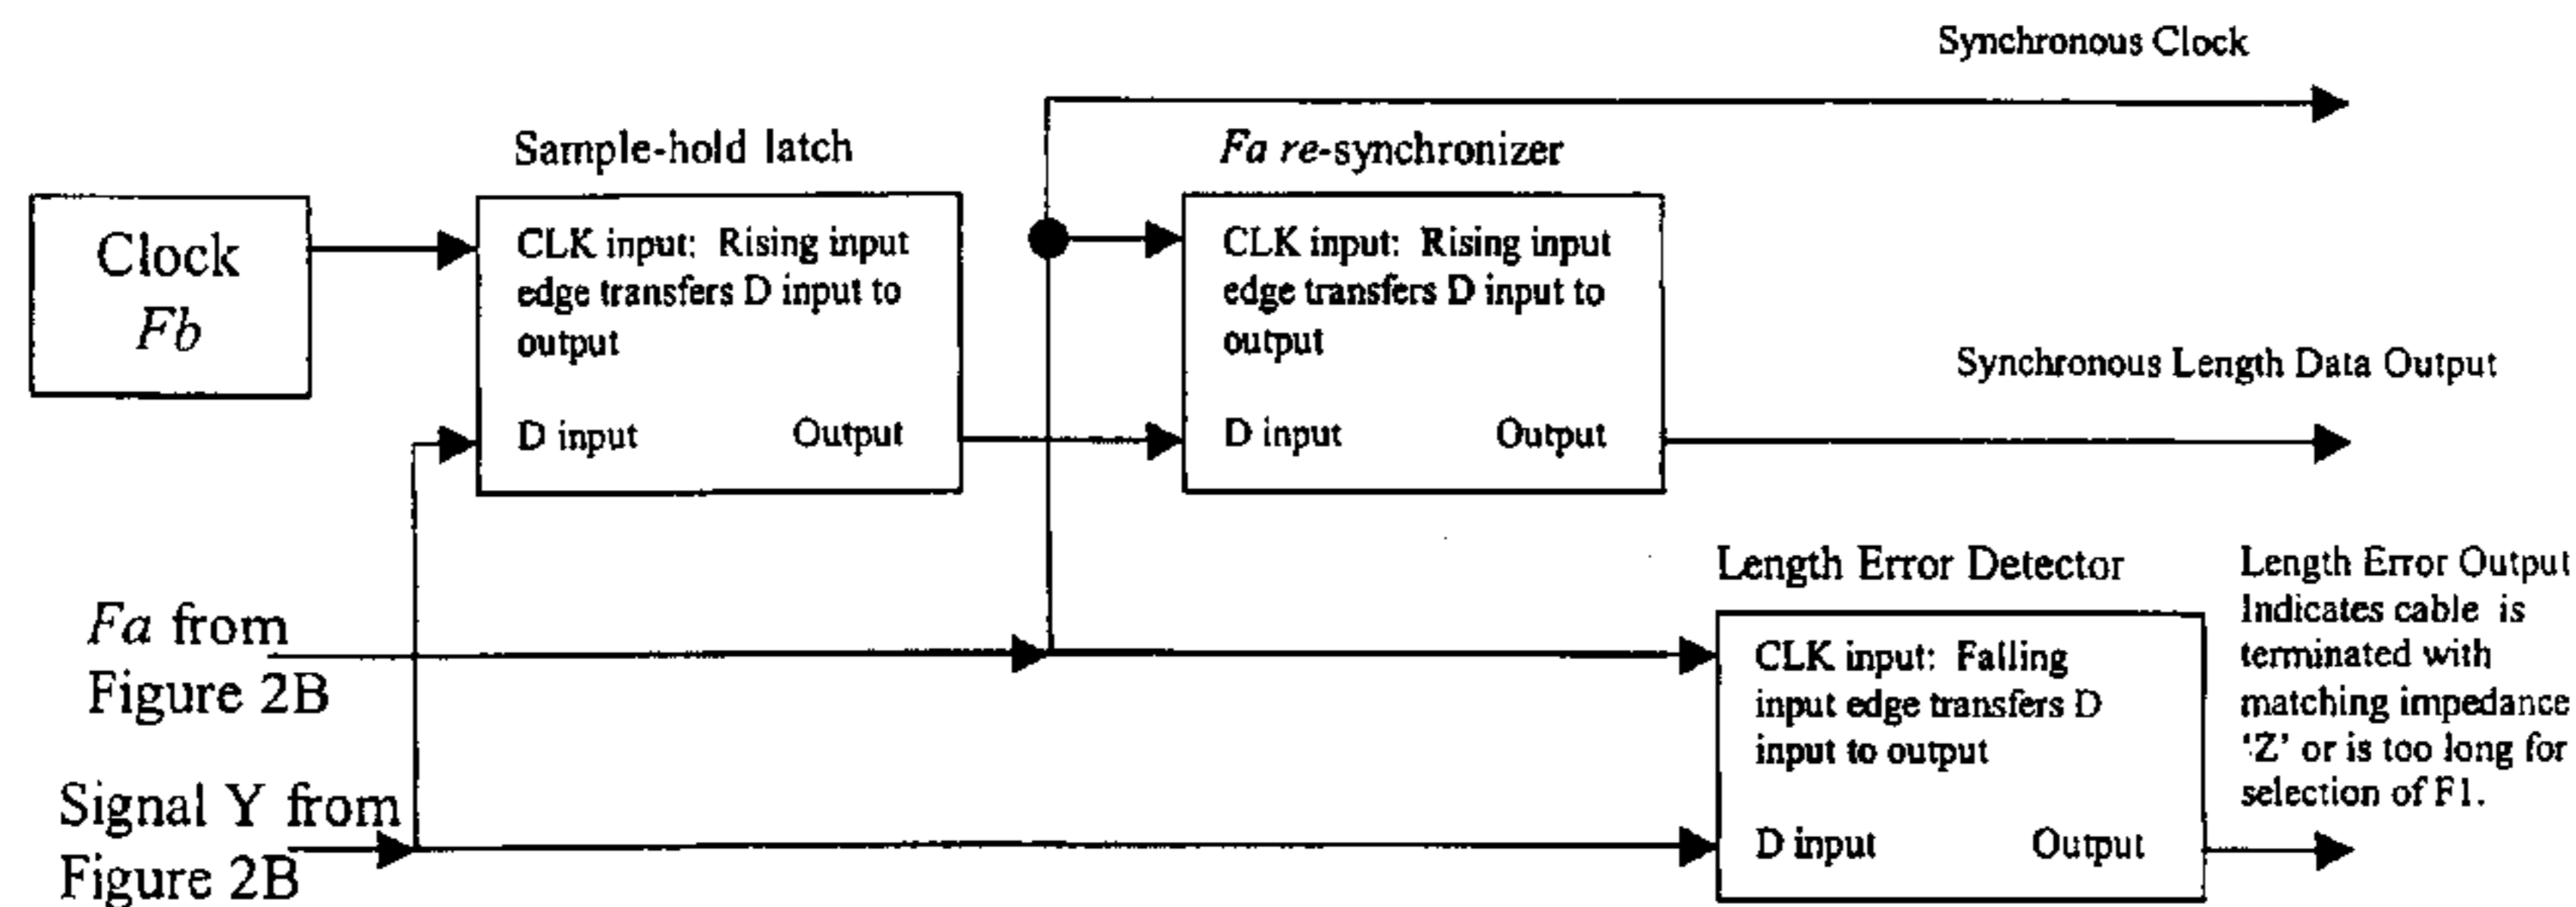 Synchronous Clock
Sample-hold latch
Fa re-synchronizer
Clock
Fb
CLK input: Rising input
edge transfers D input to
output
D input Output
CLK input: Rising input
edge transfers D input to
output
D input Output
Synchronous Length Data Output
Fa from
Figure 2B
Signal Y from
Figure 2B
Length Error Detector
CLK input: Falling
input edge transfers D
input to output
D input Output
Length Error Output
Indicates cable is
terminated with
matching impedance
'Z' or is too long for
selection of F1.